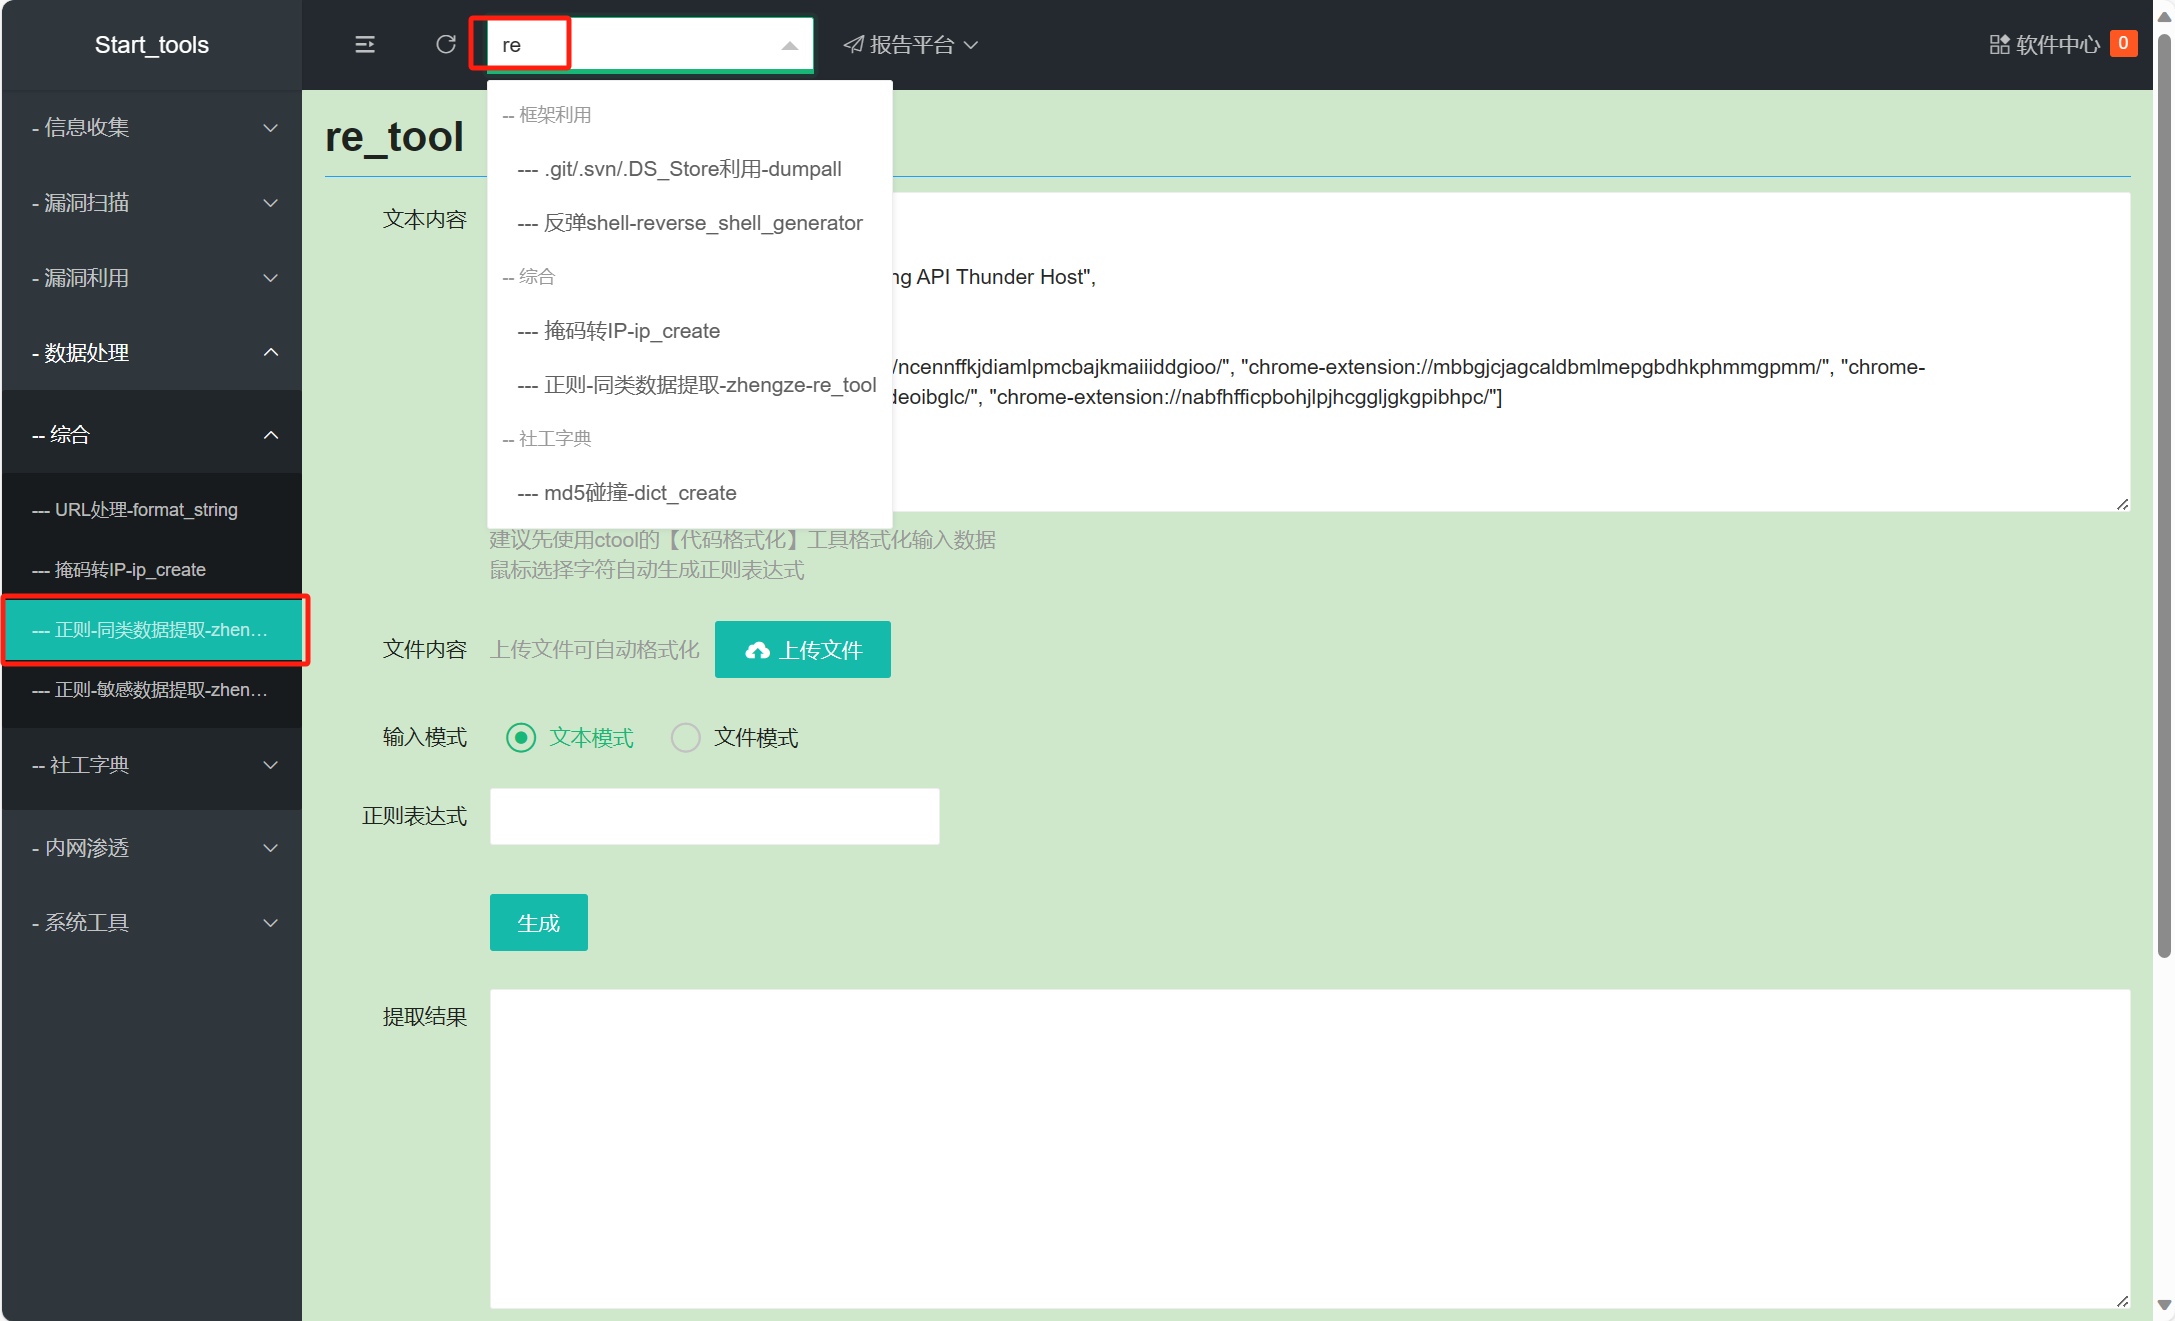 Start_tools
re
报告平台
软件中心
0
- 信息收集
- 漏洞扫描
- 漏洞利用
- 数据处理
-- 综合
--- URL处理-format_string
--- 掩码转IP-ip_create
--- 正则-同类数据提取-zhen...
--- 正则-敏感数据提取-zhen...
-- 社工字典
- 内网渗透
- 系统工具
-- 框架利用
--- .git/.svn/.DS_Store利用-dumpall
--- 反弹shell-reverse_shell_generator
-- 综合
--- 掩码转IP-ip_create
--- 正则-同类数据提取-zhengze-re_tool
-- 社工字典
--- md5碰撞-dict_create
re_tool
文本内容
API Thunder Host",
/ncennffkjdiamlpmcbajkmaiiiddgioo/", "chrome-extension://mbbgjcjagcaldbmlmepgbdhkphmmgpmm/", "chrome-
deoibglc/", "chrome-extension://nabfhfficpbohjlpjhcggljgkgpibhpc/"]
建议先使用ctool的【代码格式化】工具格式化输入数据
鼠标选择字符自动生成正则表达式
文件内容
上传文件可自动格式化
上传文件
输入模式
文本模式
文件模式
正则表达式
生成
提取结果